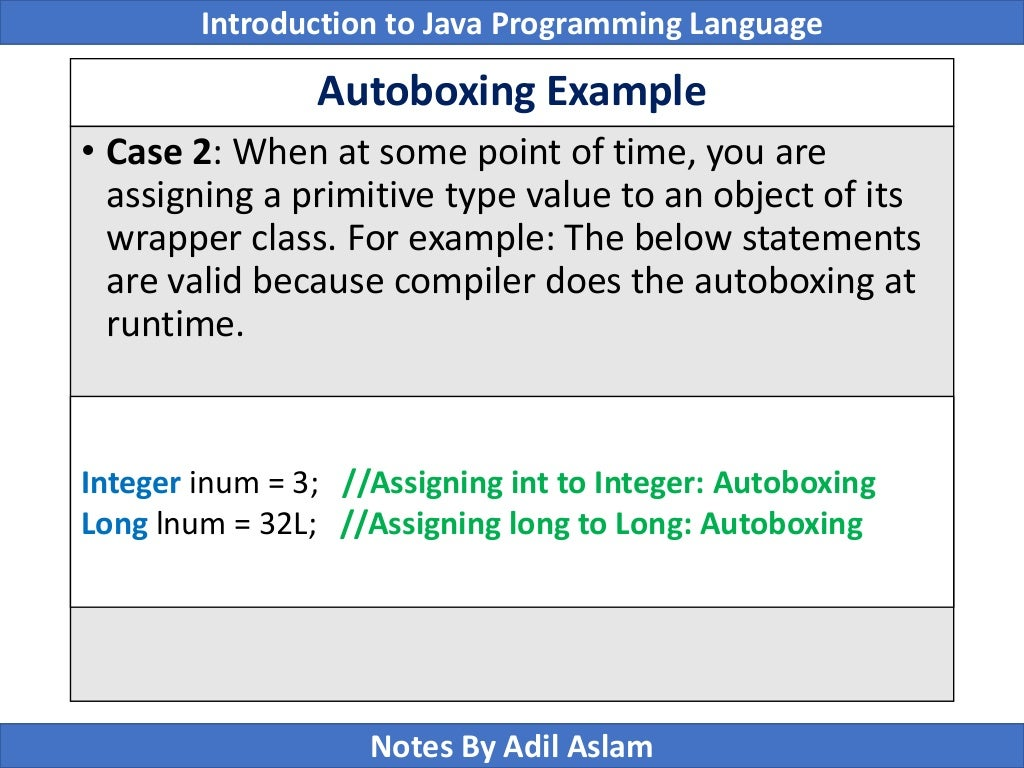 Introduction to Java Programming Language
Autoboxing Example
• Case 2: When at some point of time, you are
assigning a primitive type value to an object of its
wrapper class. For example: The below statements
are valid because compiler does the autoboxing at
runtime.
Integer inum = 3; //Assigning int to Integer: Autoboxing
Long lnum = 32L; //Assigning long to Long: Autoboxing
Notes By Adil Aslam